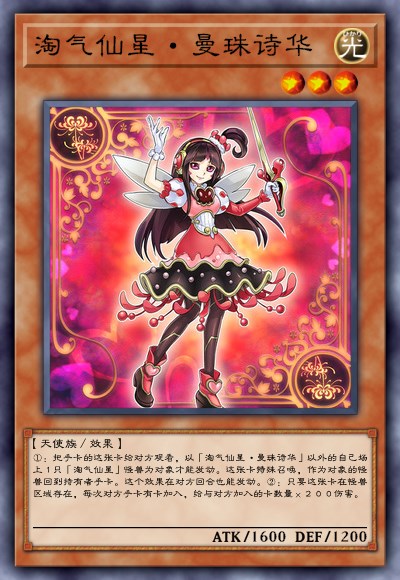 淘气仙星·曼珠诗华
光
【天使族/效果】
①：把手卡的这张卡给对方观看，以「淘气仙星·曼珠诗华」以外的自己场
上1只「淘气仙星」怪兽为对象才能发动。这张卡特殊召唤，作为对象的怪
兽回到持有者手卡。这个效果在对方回合也能发动。②：只要这张卡在怪兽
区域存在，每次对方手卡有卡加入，给与对方加入的卡数量×２００伤害。
ATK/1600 DEF/1200